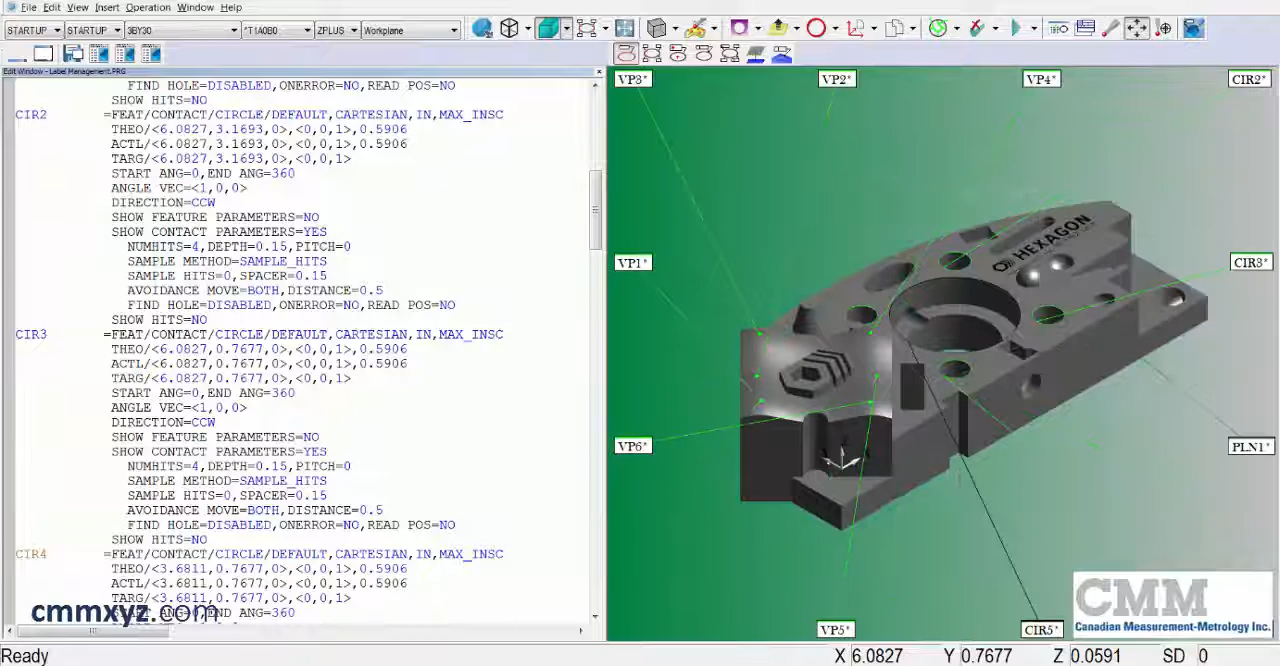 File Edit View Insert Operation Window Help
STARTUP STARTUP 3BY30 T1A0B0 ZPLUS Workplane
Edit Window - Label Management.PRG
FIND HOLE=DISABLED,ONERROR=NO,READ POS=NO
SHOW HITS=NO
CIR2 =FEAT/CONTACT/CIRCLE/DEFAULT,CARTESIAN,IN,MAX_INSC
THEO/<6.0827,3.1693,0>,<0,0,1>,0.5906
ACTL/<6.0827,3.1693,0>,<0,0,1>,0.5906
TARG/<6.0827,3.1693,0>,<0,0,1>
START ANG=0,END ANG=360
ANGLE VEC=<1,0,0>
DIRECTION=CCW
SHOW FEATURE PARAMETERS=NO
SHOW CONTACT PARAMETERS=YES
NUMHITS=4,DEPTH=0.15,PITCH=0
SAMPLE METHOD=SAMPLE_HITS
SAMPLE HITS=0,SPACER=0.15
AVOIDANCE MOVE=BOTH,DISTANCE=0.5
FIND HOLE=DISABLED,ONERROR=NO,READ POS=NO
SHOW HITS=NO
CIR3 =FEAT/CONTACT/CIRCLE/DEFAULT,CARTESIAN,IN,MAX_INSC
THEO/<6.0827,0.7677,0>,<0,0,1>,0.5906
ACTL/<6.0827,0.7677,0>,<0,0,1>,0.5906
TARG/<6.0827,0.7677,0>,<0,0,1>
START ANG=0,END ANG=360
ANGLE VEC=<1,0,0>
DIRECTION=CCW
SHOW FEATURE PARAMETERS=NO
SHOW CONTACT PARAMETERS=YES
NUMHITS=4,DEPTH=0.15,PITCH=0
SAMPLE METHOD=SAMPLE_HITS
SAMPLE HITS=0,SPACER=0.15
AVOIDANCE MOVE=BOTH,DISTANCE=0.5
FIND HOLE=DISABLED,ONERROR=NO,READ POS=NO
SHOW HITS=NO
CIR4 =FEAT/CONTACT/CIRCLE/DEFAULT,CARTESIAN,IN,MAX_INSC
THEO/<3.6811,0.7677,0>,<0,0,1>,0.5906
ACTL/<3.6811,0.7677,0>,<0,0,1>,0.5906
TARG/<3.6811,0.7677,0>,<0,0,1>
START ANG=0,END ANG=360
cmmxyz.com
VP3* VP2* VP4* CIR2*
HEXAGON
VP1* CIR3*
VP6* PLN1*
VP5* CIR5*
CMM
Canadian Measurement-Metrology Inc.
Ready X 6.0827 Y 0.7677 Z 0.0591 SD 0